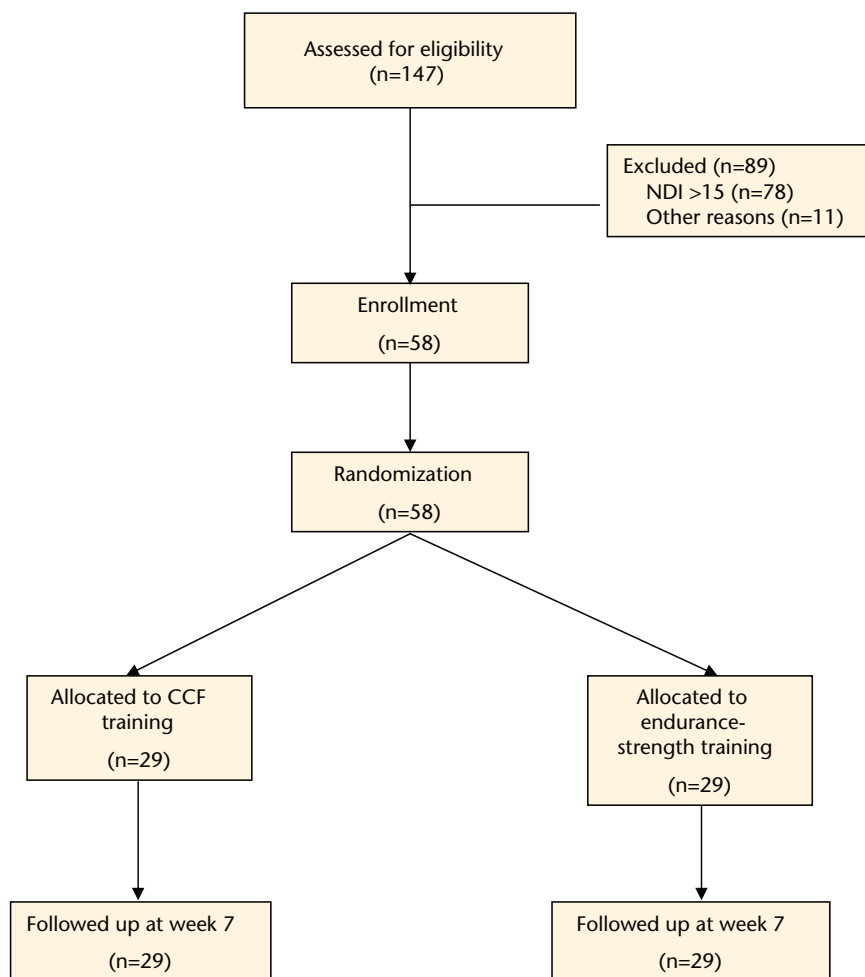 Assessed for eligibility
(n=147)
Excluded (n=89)
NDI >15 (n=78)
Other reasons (n=11)
Enrollment
(n=58)
Randomization
(n=58)
Allocated to CCF
training
(n=29)
Allocated to
endurance-
strength training
(n=29)
Followed up at week 7
(n=29)
Followed up at week 7
(n=29)